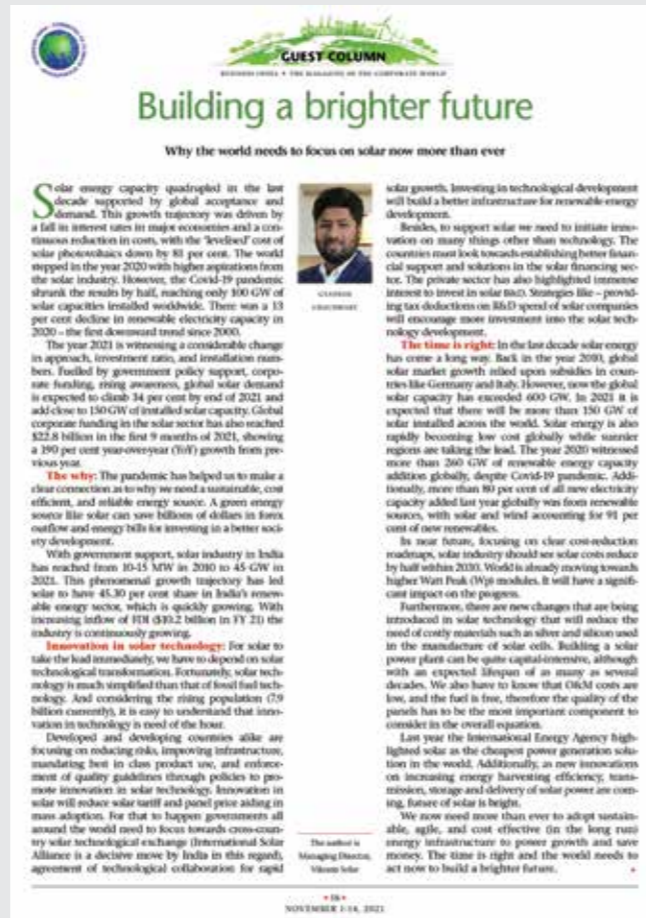 GUEST COLUMN
BUSINESS INDIA • THE MAGAZINE OF THE CORPORATE WORLD
Building a brighter future
Why the world needs to focus on solar now more than ever
Solar energy capacity quadrupled in the last
decade supported by global acceptance and
demand. This growth trajectory was driven by
a fall in interest rates in major economies and a con-
tinuous reduction in costs, with the 'levelised' cost of
solar photovoltaics down by 81 per cent. The world
stepped in the year 2020 with higher aspirations from
the solar industry. However, the Covid-19 pandemic
shrunk the results by half, reaching only 100 GW of
solar capacities installed worldwide. There was a 13
per cent decline in renewable electricity capacity in
2020 – the first downward trend since 2000.
The year 2021 is witnessing a considerable change
in approach, investment ratio, and installation num-
bers. Fuelled by government policy support, corpo-
rate funding, rising awareness, global solar demand
is expected to climb 34 per cent by end of 2021 and
add close to 150 GW of installed solar capacity. Global
corporate funding in the solar sector has also reached
$22.8 billion in the first 9 months of 2021, showing
a 190 per cent year-over-year (YoY) growth from pre-
vious year.
The why: The pandemic has helped us to make a
clear connection as to why we need a sustainable, cost
efficient, and reliable energy source. A green energy
source like solar can save billions of dollars in forex
outflow and energy bills for investing in a better soci-
ety development.
With government support, solar industry in India
has reached from 10-15 MW in 2010 to 45 GW in
2021. This phenomenal growth trajectory has led
solar to have 45.30 per cent share in India's renew-
able energy sector, which is quickly growing. With
increasing inflow of FDI ($10.2 billion in FY 21) the
industry is continuously growing.
Innovation in solar technology: For solar to
take the lead immediately, we have to depend on solar
technological transformation. Fortunately, solar tech-
nology is much simplified than that of fossil fuel tech-
nology. And considering the rising population (7.9
billion currently), it is easy to understand that inno-
vation in technology is need of the hour.
Developed and developing countries alike are
focusing on reducing risks, improving infrastructure,
mandating best in class product use, and enforce-
ment of quality guidelines through policies to pro-
mote innovation in solar technology. Innovation in
solar will reduce solar tariff and panel price aiding in
mass adoption. For that to happen governments all
around the world need to focus towards cross-coun-
try solar technological exchange (International Solar
Alliance is a decisive move by India in this regard),
agreement of technological collaboration for rapid
GYANESH
CHAUDHARY
The author is
Managing Director,
Vikram Solar
solar growth. Investing in technological development
will build a better infrastructure for renewable energy
development.
Besides, to support solar we need to initiate inno-
vation on many things other than technology. The
countries must look towards establishing better finan-
cial support and solutions in the solar financing sec-
tor. The private sector has also highlighted immense
interest to invest in solar R&D. Strategies like – provid-
ing tax deductions on R&D spend of solar companies
will encourage more investment into the solar tech-
nology development.
The time is right: In the last decade solar energy
has come a long way. Back in the year 2010, global
solar market growth relied upon subsidies in coun-
tries like Germany and Italy. However, now the global
solar capacity has exceeded 600 GW. In 2021 it is
expected that there will be more than 150 GW of
solar installed across the world. Solar energy is also
rapidly becoming low cost globally while sunnier
regions are taking the lead. The year 2020 witnessed
more than 260 GW of renewable energy capacity
addition globally, despite Covid-19 pandemic. Addi-
tionally, more than 80 per cent of all new electricity
capacity added last year globally was from renewable
sources, with solar and wind accounting for 91 per
cent of new renewables.
In near future, focusing on clear cost-reduction
roadmaps, solar industry should see solar costs reduce
by half within 2030. World is already moving towards
higher Watt Peak (Wp) modules. It will have a signifi-
cant impact on the progress.
Furthermore, there are new changes that are being
introduced in solar technology that will reduce the
need of costly materials such as silver and silicon used
in the manufacture of solar cells. Building a solar
power plant can be quite capital-intensive, although
with an expected lifespan of as many as several
decades. We also have to know that O&M costs are
low, and the fuel is free, therefore the quality of the
panels has to be the most important component to
consider in the overall equation.
Last year the International Energy Agency high-
lighted solar as the cheapest power generation solu-
tion in the world. Additionally, as new innovations
on increasing energy harvesting efficiency, trans-
mission, storage and delivery of solar power are com-
ing, future of solar is bright.
We now need more than ever to adopt sustain-
able, agile, and cost effective (in the long run)
energy infrastructure to power growth and save
money. The time is right and the world needs to
act now to build a brighter future.
• 56 •
NOVEMBER 1-14, 2021